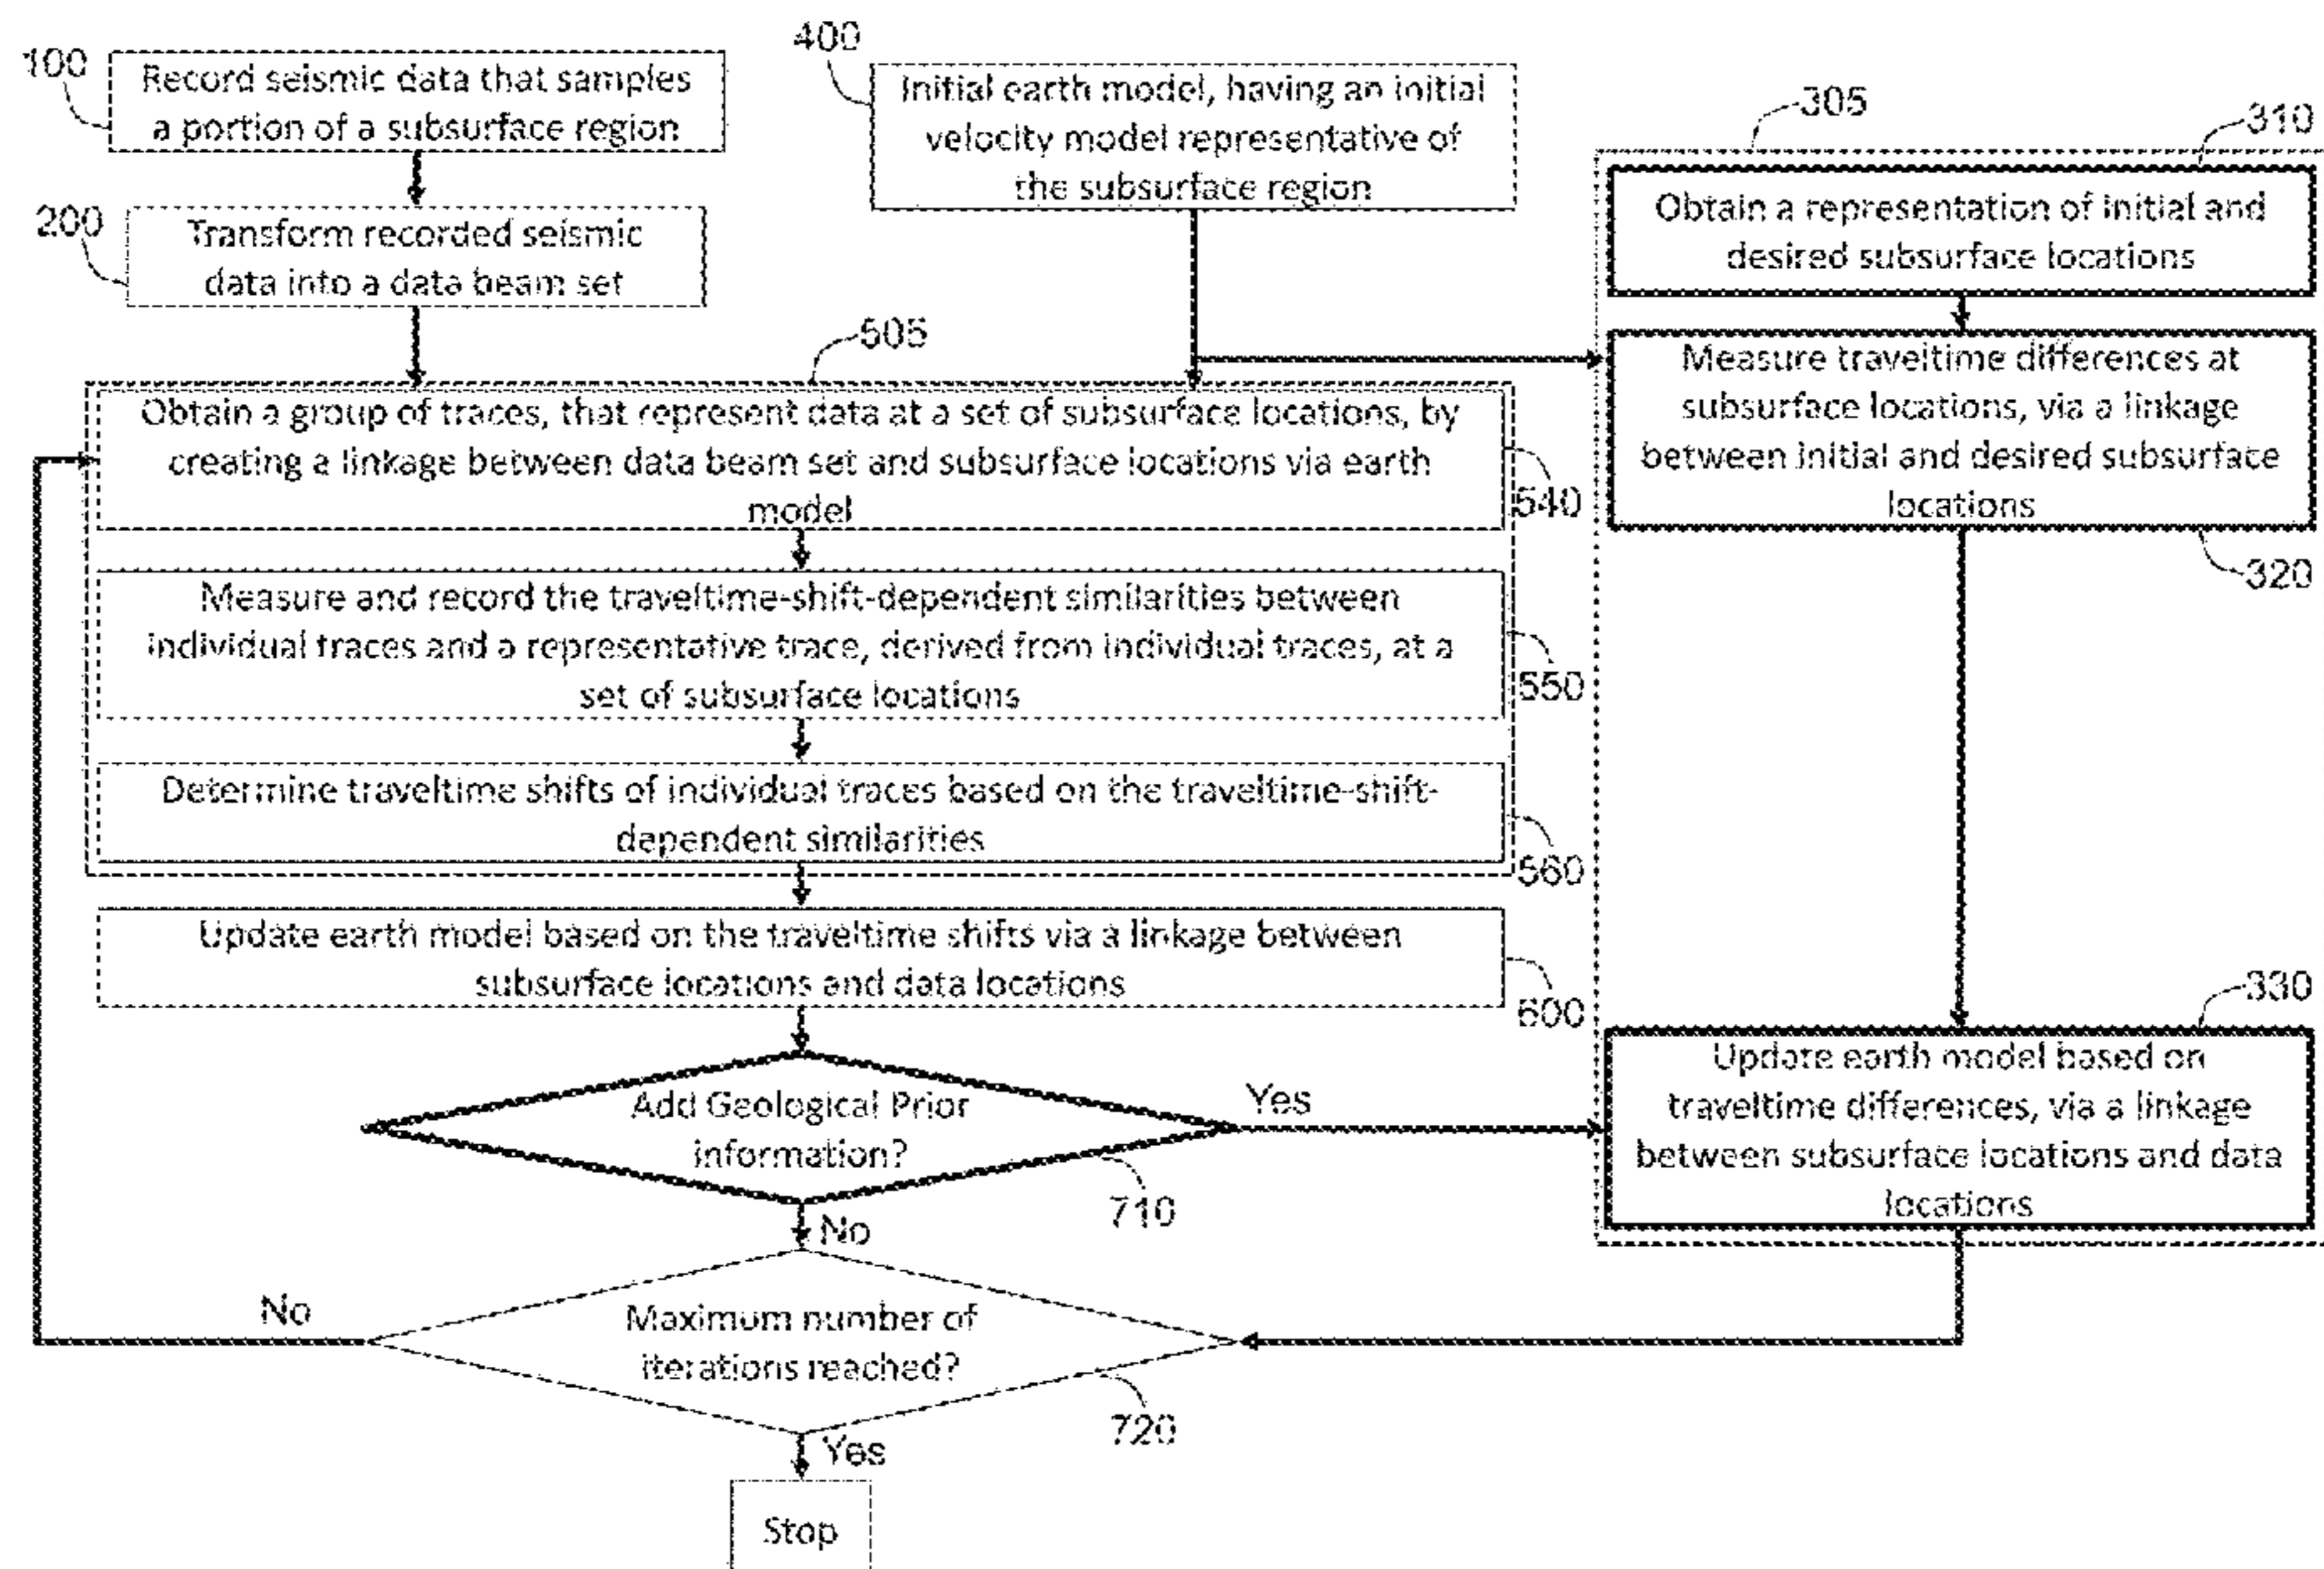 100
Record seismic data that samples
a portion of a subsurface region
200
Transform recorded seismic
data into a data beam set
400
Initial earth model, having an initial
velocity model representative of
the subsurface region
305
310
Obtain a representation of initial and
desired subsurface locations
Measure traveltime differences at
subsurface locations, via a linkage
between initial and desired subsurface
locations
320
505
Obtain a group of traces, that represent data at a set of subsurface locations, by
creating a linkage between data beam set and subsurface locations via earth
model
540
Measure and record the traveltime-shift-dependent similarities between
individual traces and a representative trace, derived from individual traces, at a
set of subsurface locations
550
Determine traveltime shifts of individual traces based on the traveltime-shift-
dependent similarities
560
Update earth model based on the traveltime shifts via a linkage between
subsurface locations and data locations
600
330
Update earth model based on
traveltime differences, via a linkage
between subsurface locations and data
locations
Add Geological Prior
information?
Yes
710
No
Maximum number of
iterations reached?
No
720
Yes
Stop